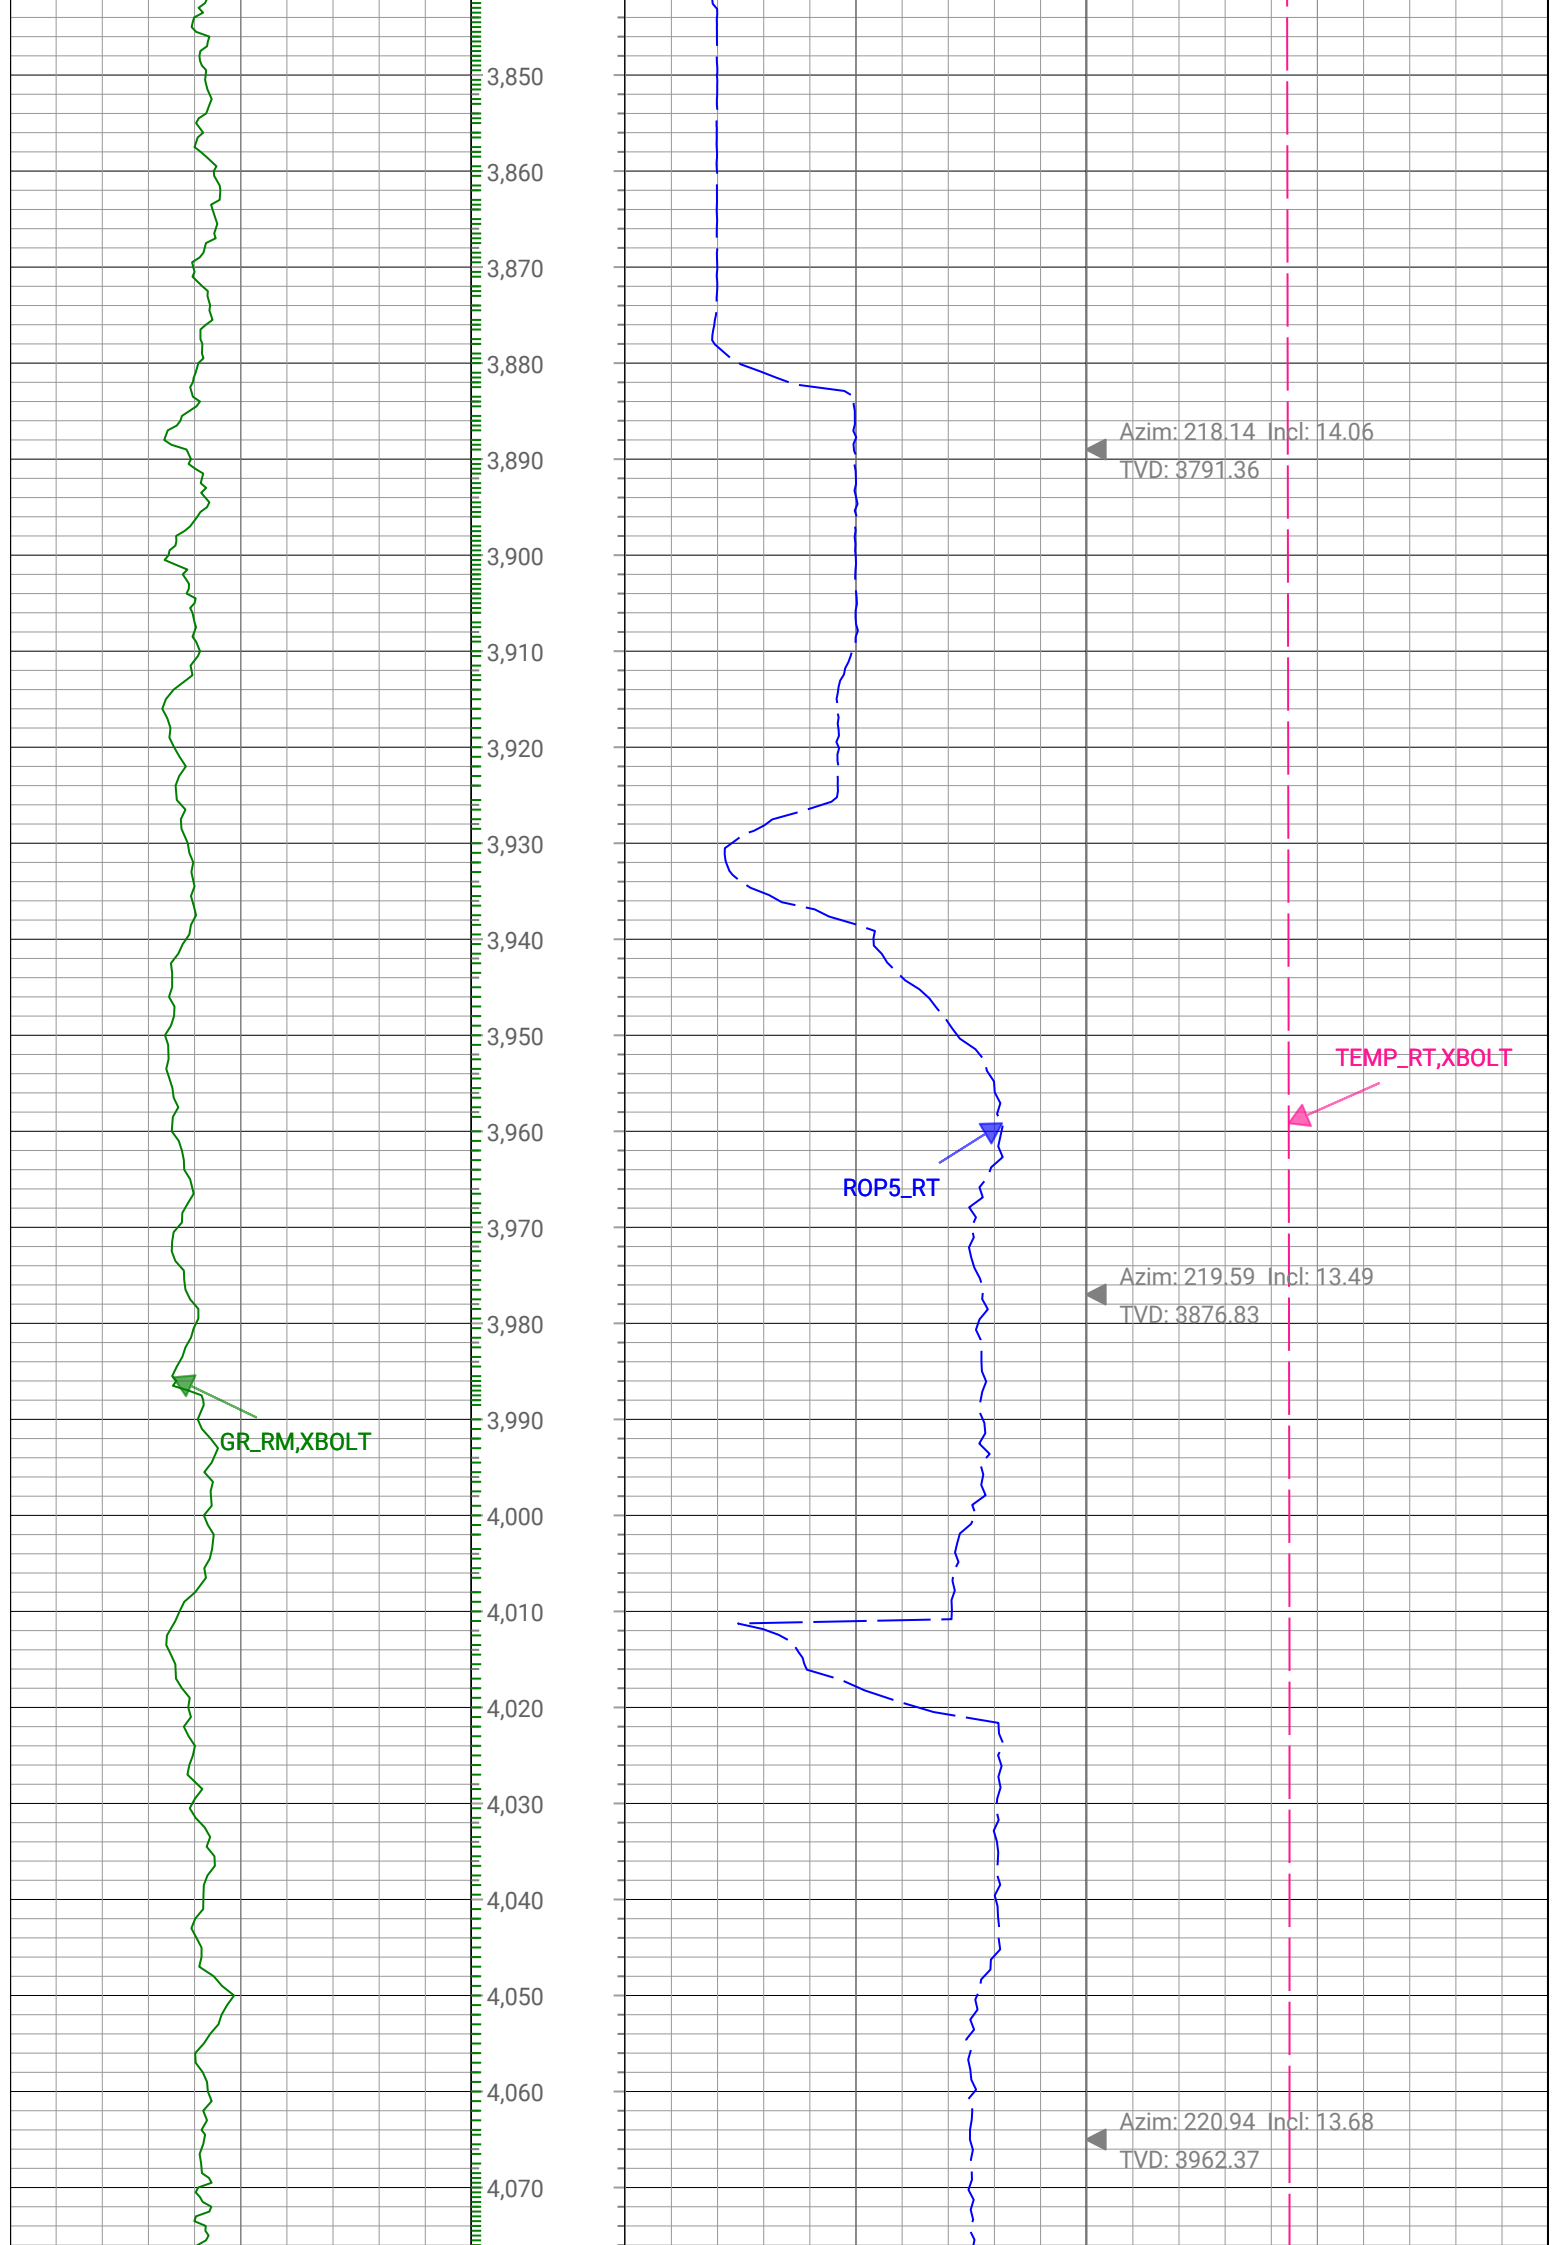 3,850
3,860
3,870
3,880
Azim: 218.14 Incl: 14.06
3,890
TVD: 3791.36
3,900
3,910
3,920
3,930
3,940
3,950
TEMP_RT,XBOLT
3,960
ROP5_RT
3,970
Azim: 219.59 Incl: 13.49
TVD: 3876.83
3,980
3,990
GR_RM,XBOLT
4,000
4,010
4,020
4,030
4,040
4,050
4,060
Azim: 220.94 Incl: 13.68
TVD: 3962.37
4,070